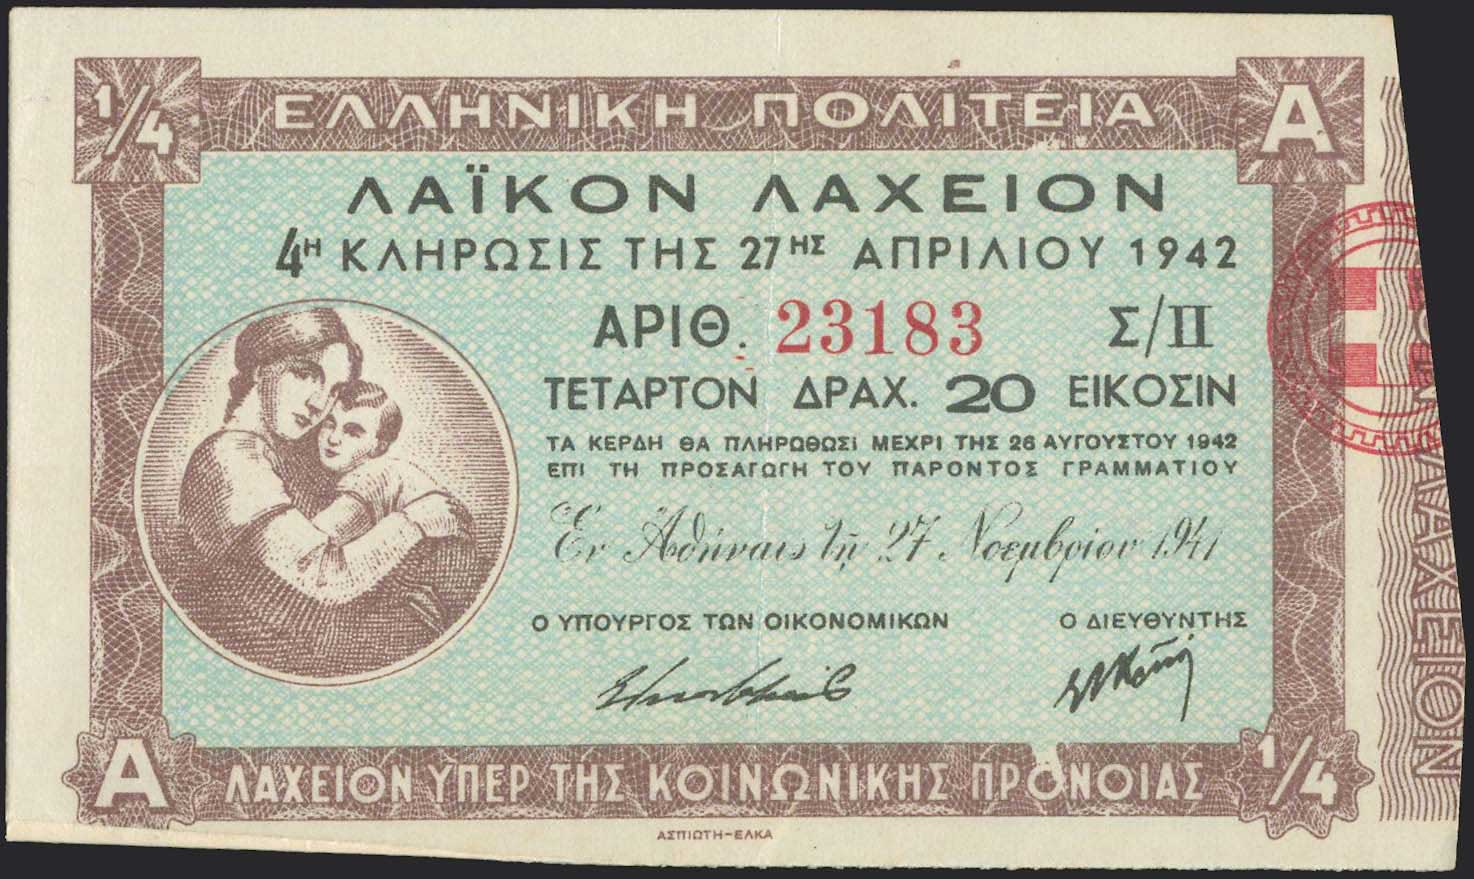 1/4 ΕΛΛΗΝΙΚΗ ΠΟΛΙΤΕΙΑ Α
ΛΑΪΚΟΝ ΛΑΧΕΙΟΝ
4Η ΚΛΗΡΩΣΙΣ ΤΗΣ 27ΗΣ ΑΠΡΙΛΙΟΥ 1942
ΑΡΙΘ. 23183 Σ/ΙΙ
ΤΕΤΑΡΤΟΝ ΔΡΑΧ. 20 ΕΙΚΟΣΙΝ
ΤΑ ΚΕΡΔΗ ΘΑ ΠΛΗΡΩΘΩΣΙ ΜΕΧΡΙ ΤΗΣ 26 ΑΥΓΟΥΣΤΟΥ 1942
ΕΠΙ ΤΗ ΠΡΟΣΑΓΩΓΗ ΤΟΥ ΠΑΡΟΝΤΟΣ ΓΡΑΜΜΑΤΙΟΥ
Ἐν Ἀθήναις τῇ 27 Νοεμβρίου 1941
Ο ΥΠΟΥΡΓΟΣ ΤΩΝ ΟΙΚΟΝΟΜΙΚΩΝ Ο ΔΙΕΥΘΥΝΤΗΣ
Α ΛΑΧΕΙΟΝ ΥΠΕΡ ΤΗΣ ΚΟΙΝΩΝΙΚΗΣ ΠΡΟΝΟΙΑΣ 1/4
ΑΣΠΙΩΤΗ-ΕΛΚΑ
ΛΑΧΕΙΟΝ